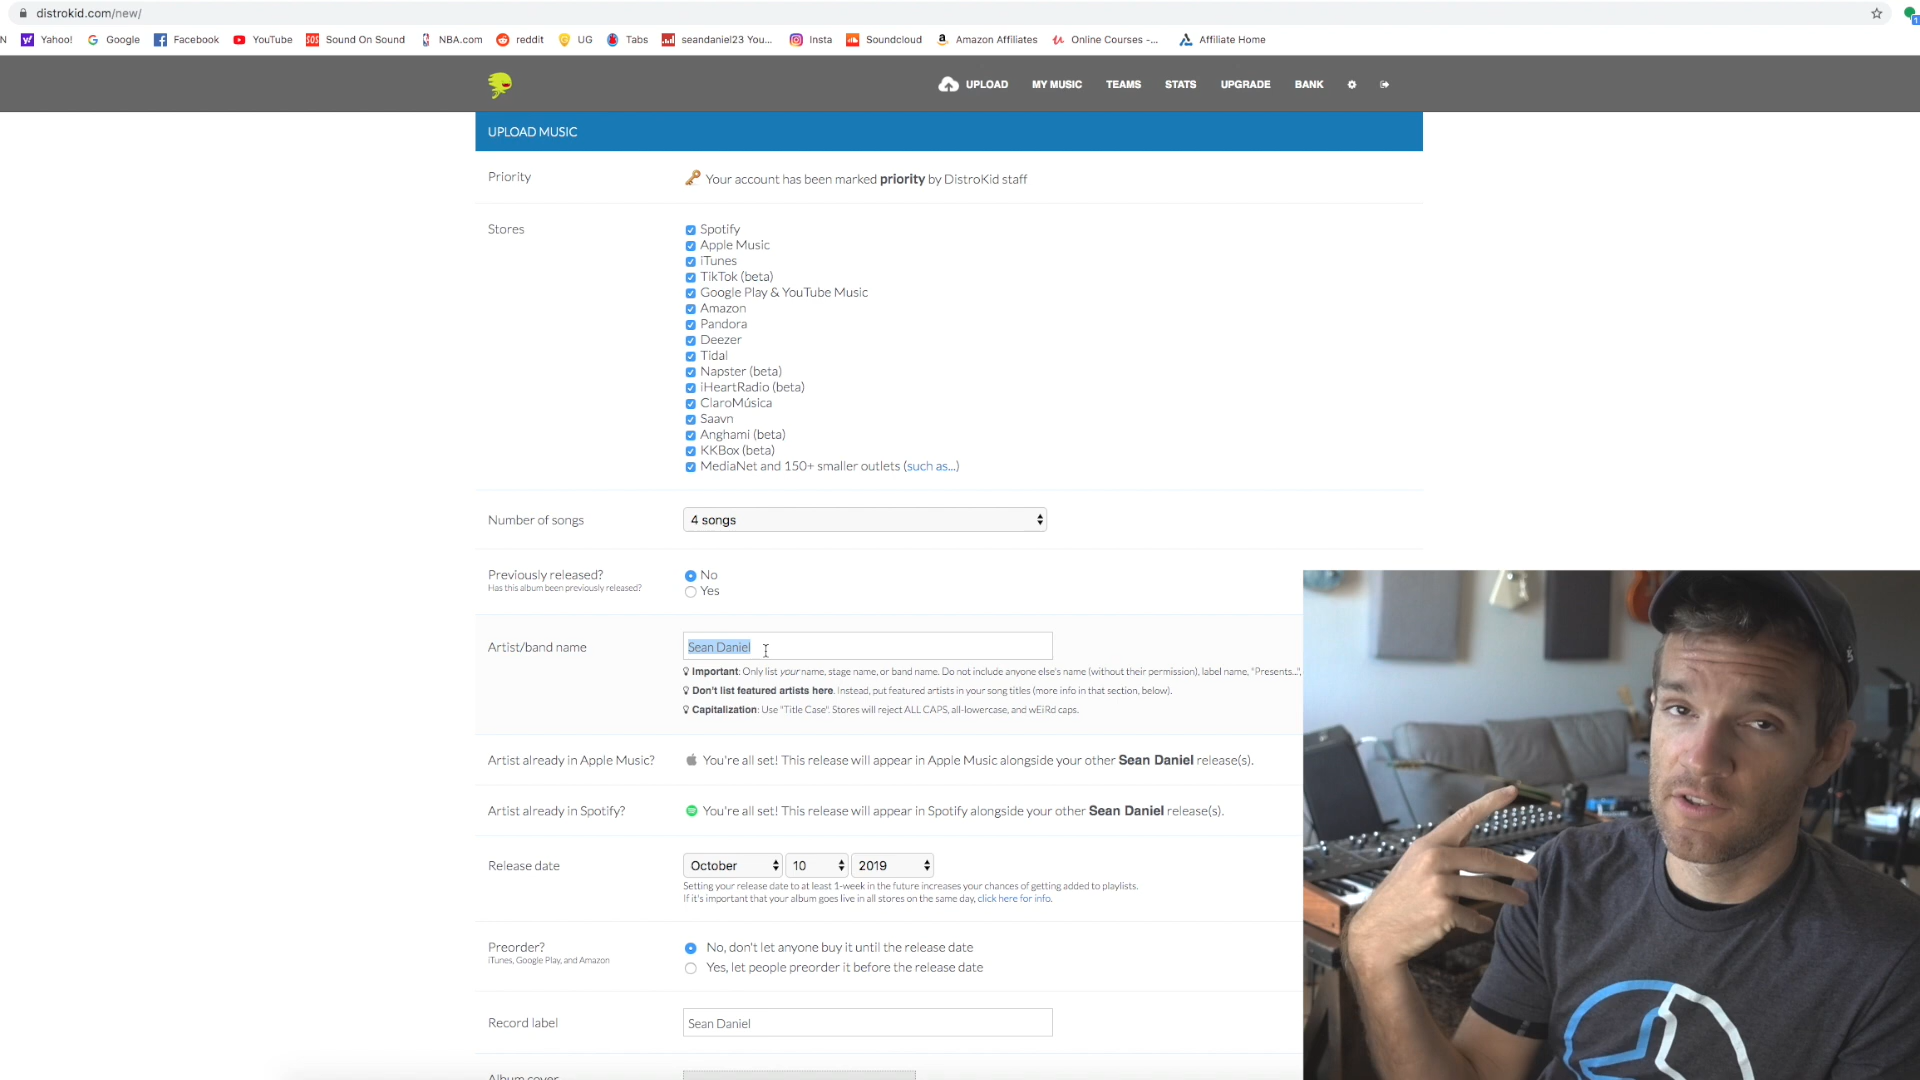 distrokid.com/new/
N Yahoo! Google Facebook YouTube SOS Sound On Sound NBA.com reddit UG Tabs seandaniel23 You... Insta Soundcloud Amazon Affiliates Online Courses -... Affiliate Home
UPLOAD MY MUSIC TEAMS STATS UPGRADE BANK
UPLOAD MUSIC
Priority
Your account has been marked priority by DistroKid staff
Stores
Spotify
Apple Music
iTunes
TikTok (beta)
Google Play & YouTube Music
Amazon
Pandora
Deezer
Tidal
Napster (beta)
iHeartRadio (beta)
ClaroMúsica
Saavn
Anghami (beta)
KKBox (beta)
MediaNet and 150+ smaller outlets (such as...)
Number of songs
4 songs
Previously released?
Has this album been previously released?
No
Yes
Artist/band name
Sean Daniel
Important: Only list your name, stage name, or band name. Do not include anyone else's name (without their permission), label name, "Presents...",
Don't list featured artists here. Instead, put featured artists in your song titles (more info in that section, below).
Capitalization: Use "Title Case". Stores will reject ALL CAPS, all-lowercase, and wEiRd caps.
Artist already in Apple Music?
You're all set! This release will appear in Apple Music alongside your other Sean Daniel release(s).
Artist already in Spotify?
You're all set! This release will appear in Spotify alongside your other Sean Daniel release(s).
Release date
October 10 2019
Setting your release date to at least 1-week in the future increases your chances of getting added to playlists.
If it's important that your album goes live in all stores on the same day, click here for info.
Preorder?
iTunes, Google Play, and Amazon
No, don't let anyone buy it until the release date
Yes, let people preorder it before the release date
Record label
Sean Daniel
Album cover